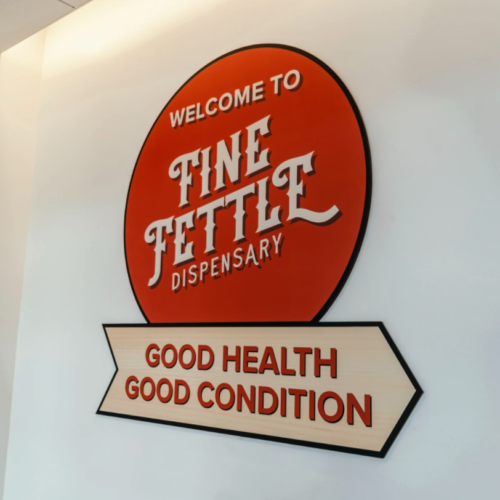 WELCOME TO
FINE
FETTLE
DISPENSARY
GOOD HEALTH
GOOD CONDITION